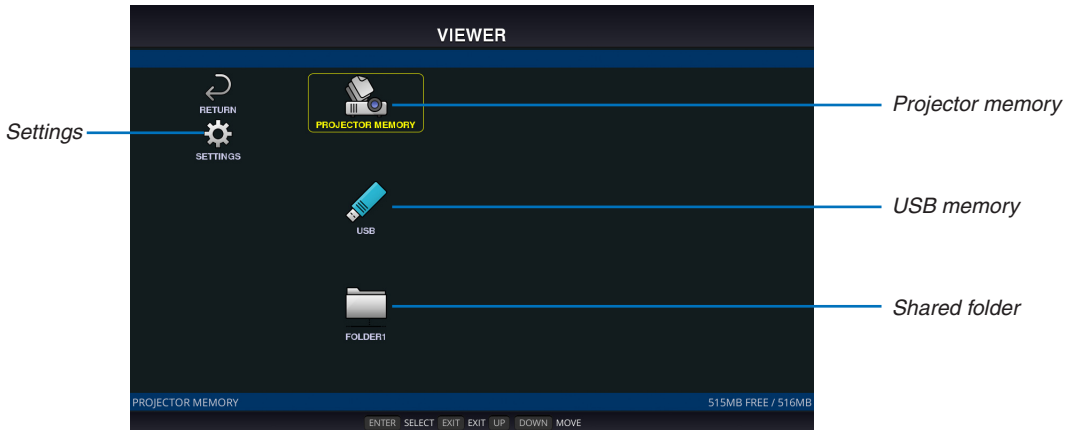 VIEWER
RETURN
SETTINGS
PROJECTOR MEMORY
USB
FOLDER1
Settings
Projector memory
USB memory
Shared folder
PROJECTOR MEMORY 515MB FREE / 516MB
ENTER SELECT EXIT EXIT UP DOWN MOVE